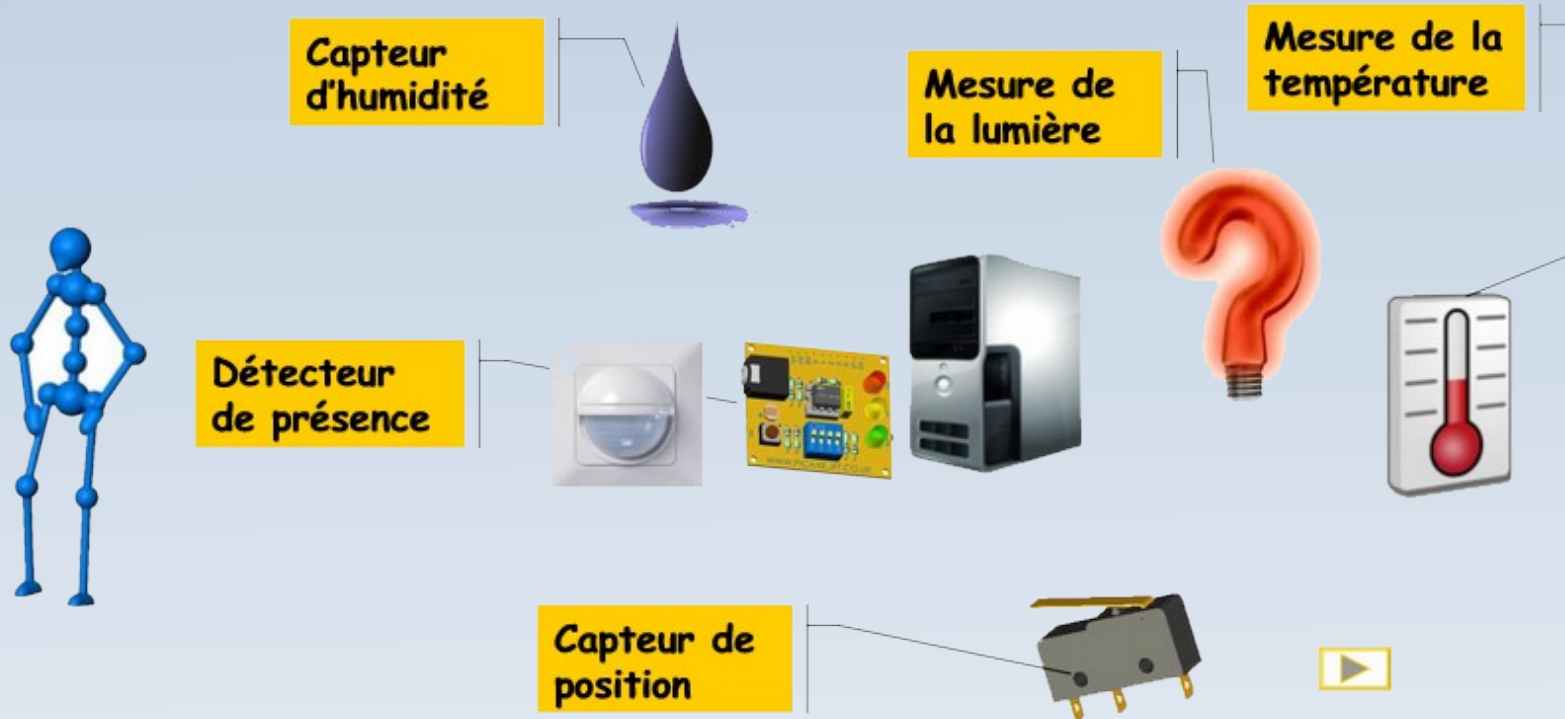 Capteur
d'humidité
Mesure de
la lumière
Mesure de la
température
Détecteur
de présence
Capteur de
position